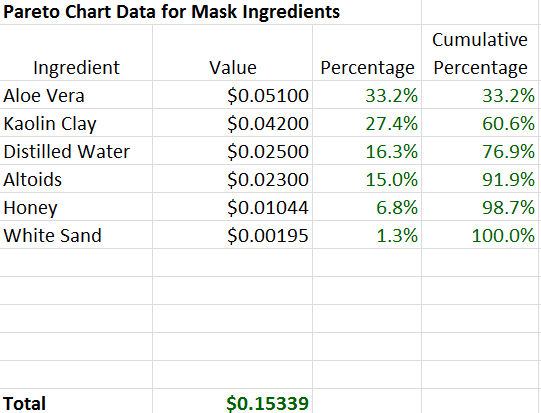 Pareto Chart Data for Mask Ingredients
Cumulative
Ingredient Value Percentage Percentage
Aloe Vera $0.05100 33.2% 33.2%
Kaolin Clay $0.04200 27.4% 60.6%
Distilled Water $0.02500 16.3% 76.9%
Altoids $0.02300 15.0% 91.9%
Honey $0.01044 6.8% 98.7%
White Sand $0.00195 1.3% 100.0%
Total $0.15339